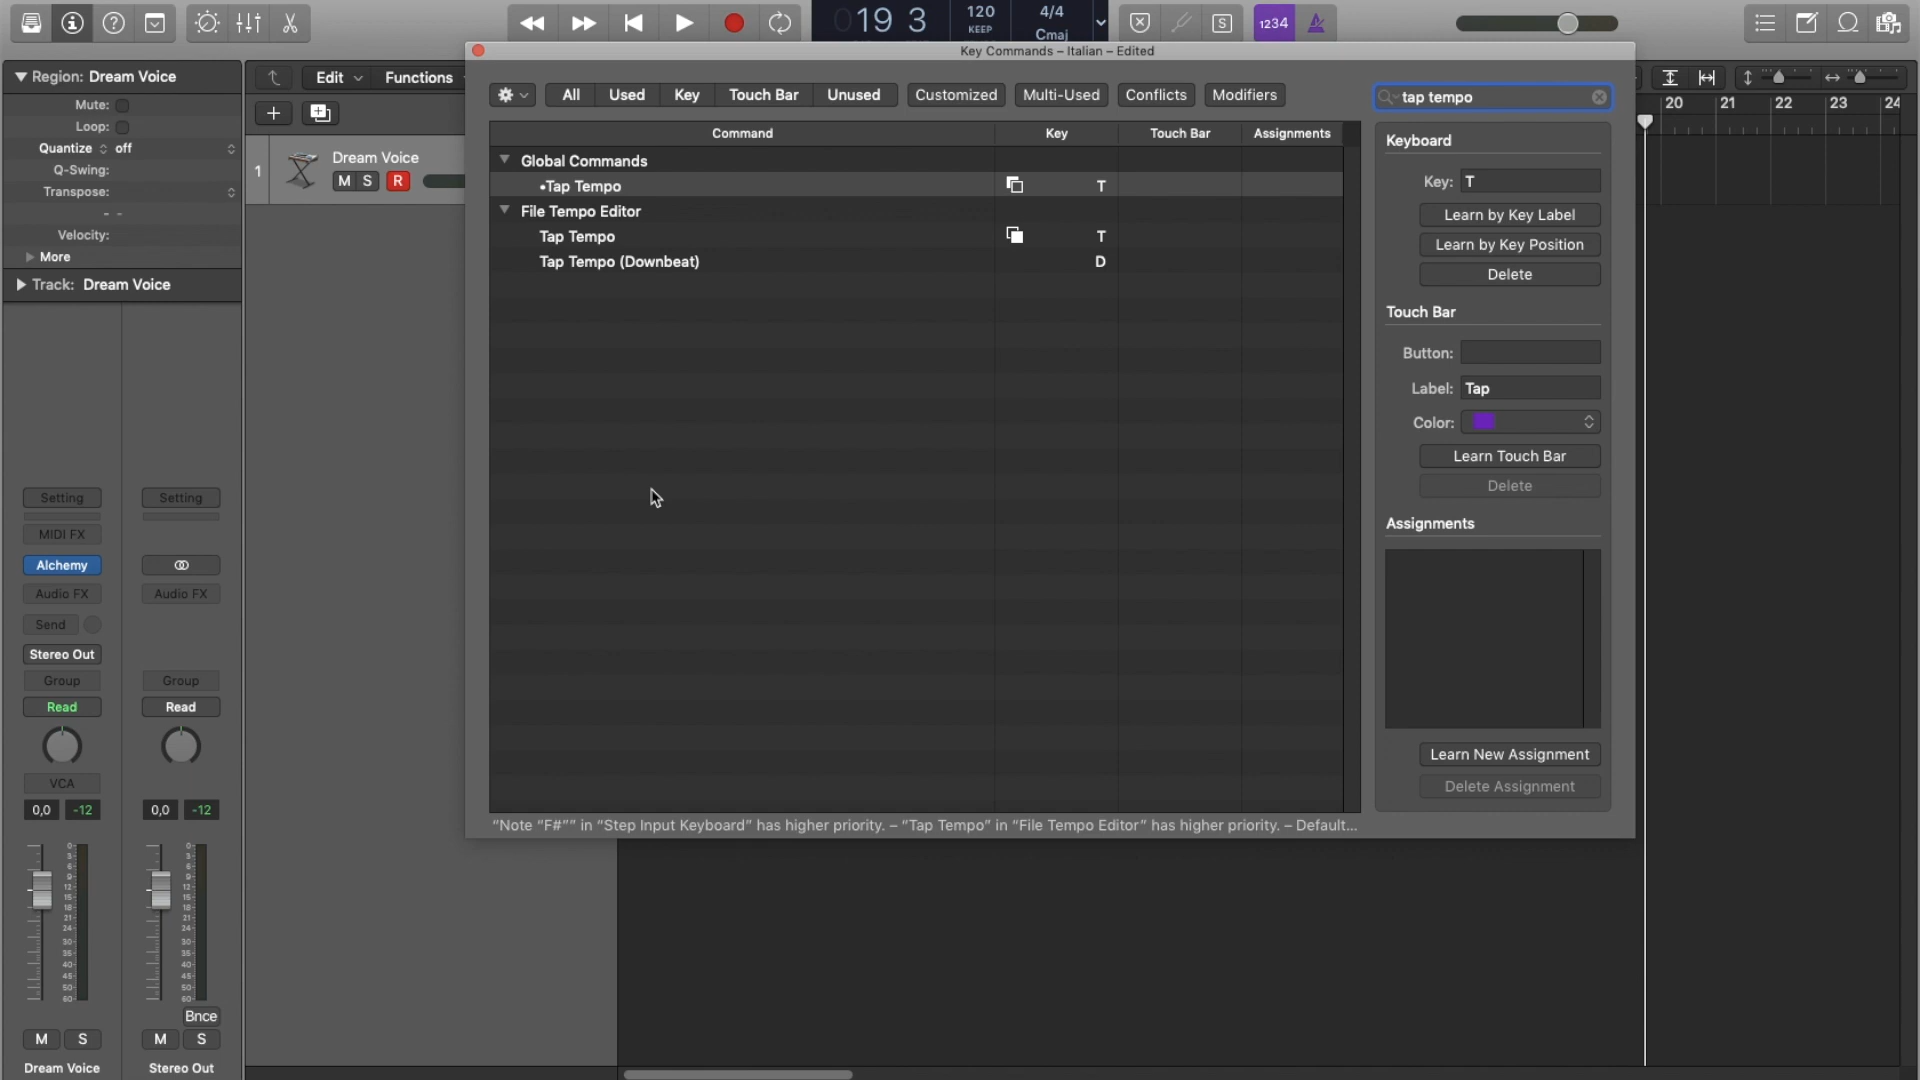 19 3
120
KEEP
4/4
Cmaj
1234
S
Key Commands – Italian – Edited
Region: Dream Voice
Mute:
Loop:
Quantize off
Q-Swing:
Transpose:
- -
Velocity:
More
Track: Dream Voice
Edit
Functions
1
Dream Voice
M S R
All
Used
Key
Touch Bar
Unused
Customized
Multi-Used
Conflicts
Modifiers
tap tempo
Command
Key
Touch Bar
Assignments
Global Commands
•Tap Tempo T
File Tempo Editor
Tap Tempo T
Tap Tempo (Downbeat) D
Keyboard
Key: T
Learn by Key Label
Learn by Key Position
Delete
Touch Bar
Button:
Label: Tap
Color:
Learn Touch Bar
Delete
Assignments
Learn New Assignment
Delete Assignment
“Note “F#”” in “Step Input Keyboard” has higher priority. – “Tap Tempo” in “File Tempo Editor” has higher priority. – Default...
20 21 22 23 24
Setting Setting
MIDI FX
Alchemy
Audio FX Audio FX
Send
Stereo Out
Group Group
Read Read
VCA
0,0 -12 0,0 -12
Bnce
M S M S
Dream Voice Stereo Out